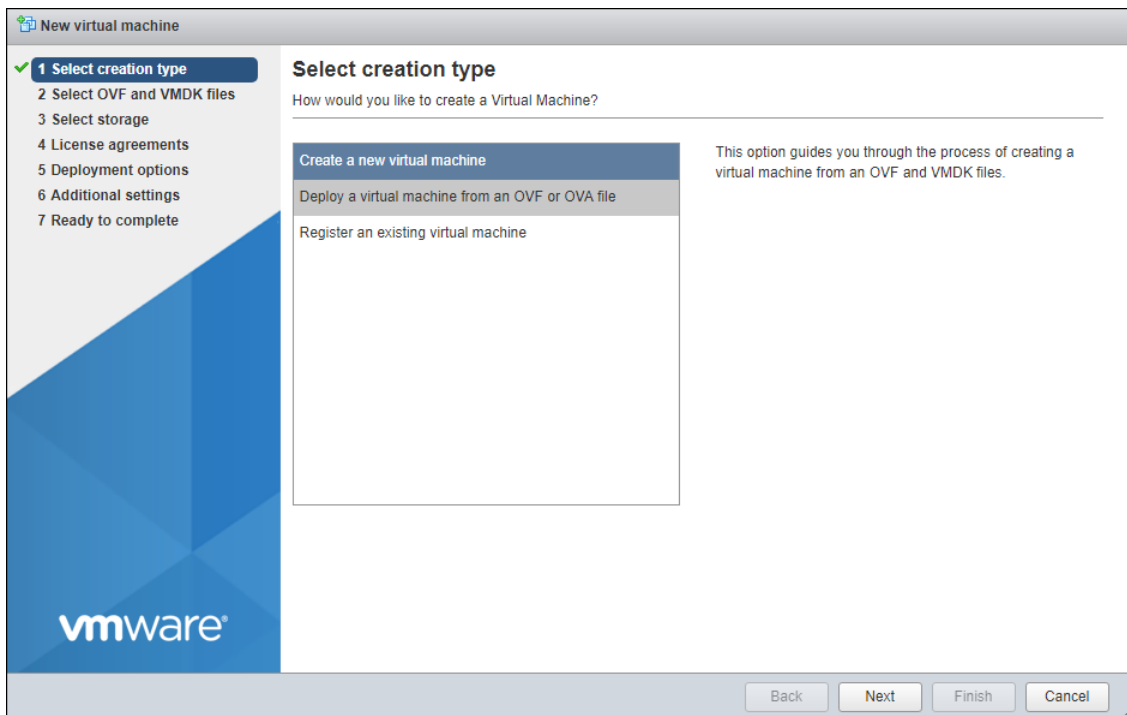 New virtual machine
1 Select creation type
2 Select OVF and VMDK files
3 Select storage
4 License agreements
5 Deployment options
6 Additional settings
7 Ready to complete
vmware®
Select creation type
How would you like to create a Virtual Machine?
Create a new virtual machine
Deploy a virtual machine from an OVF or OVA file
Register an existing virtual machine
This option guides you through the process of creating a
virtual machine from an OVF and VMDK files.
Back Next Finish Cancel